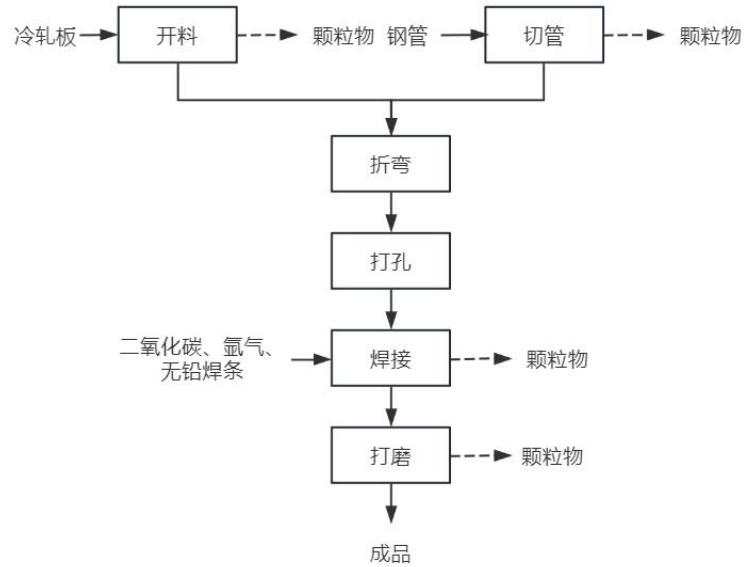 冷轧板
开料
颗粒物
钢管
切管
颗粒物
折弯
打孔
二氧化碳、氩气、
无铅焊条
焊接
颗粒物
打磨
颗粒物
成品